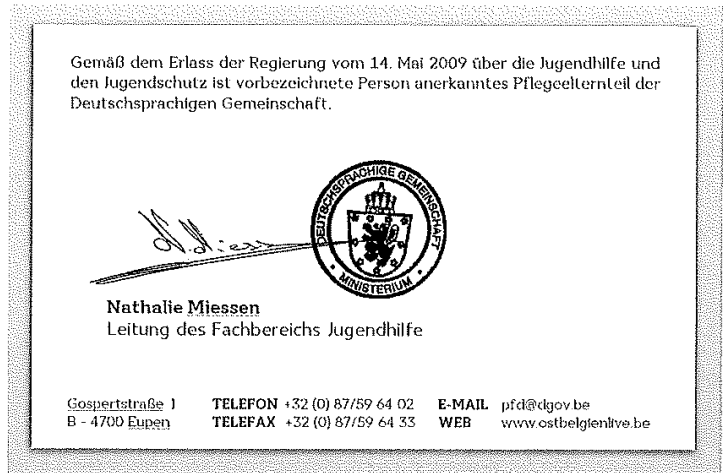 Gemäß dem Erlass der Regierung vom 14. Mai 2009 über die Jugendhilfe und
den Jugendschutz ist vorbezeichnete Person anerkanntes Pflegeelternteil der
Deutschsprachigen Gemeinschaft.
DEUTSCHSPRACHIGE GEMEINSCHAFT
• MINISTERIUM •
N. Miess
Nathalie Miessen
Leitung des Fachbereichs Jugendhilfe
Gospertstraße 1 TELEFON +32 (0) 87/59 64 02 E-MAIL pfd@dgov.be
B - 4700 Eupen TELEFAX +32 (0) 87/59 64 33 WEB www.ostbelgienlive.be